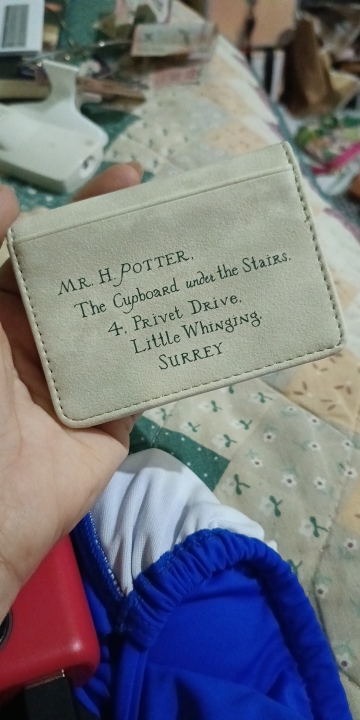 MR. H. POTTER,
The Cupboard under the Stairs,
4, Privet Drive,
Little Whinging,
SURREY